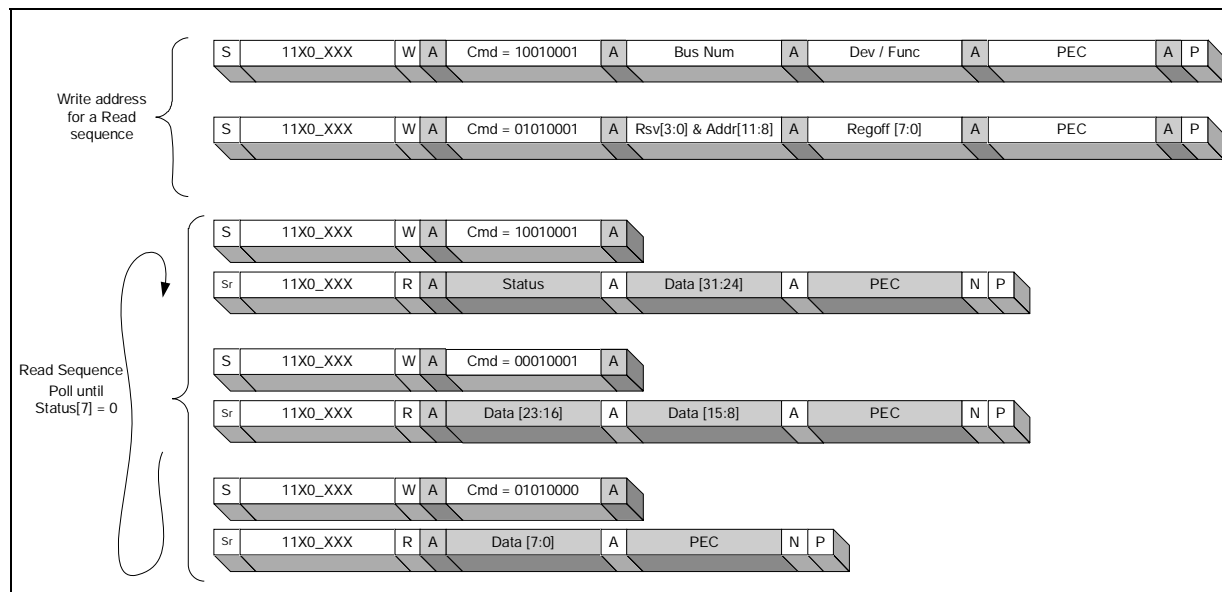 S 11X0_XXX W A Cmd = 10010001 A Bus Num A Dev / Func A PEC A P
Write address
for a Read
sequence
S 11X0_XXX W A Cmd = 01010001 A Rsv[3:0] & Addr[11:8] A Regoff [7:0] A PEC A P
S 11X0_XXX W A Cmd = 10010001 A
Sr 11X0_XXX R A Status A Data [31:24] A PEC N P
S 11X0_XXX W A Cmd = 00010001 A
Read Sequence
Poll until
Status[7] = 0
Sr 11X0_XXX R A Data [23:16] A Data [15:8] A PEC N P
S 11X0_XXX W A Cmd = 01010000 A
Sr 11X0_XXX R A Data [7:0] A PEC N P